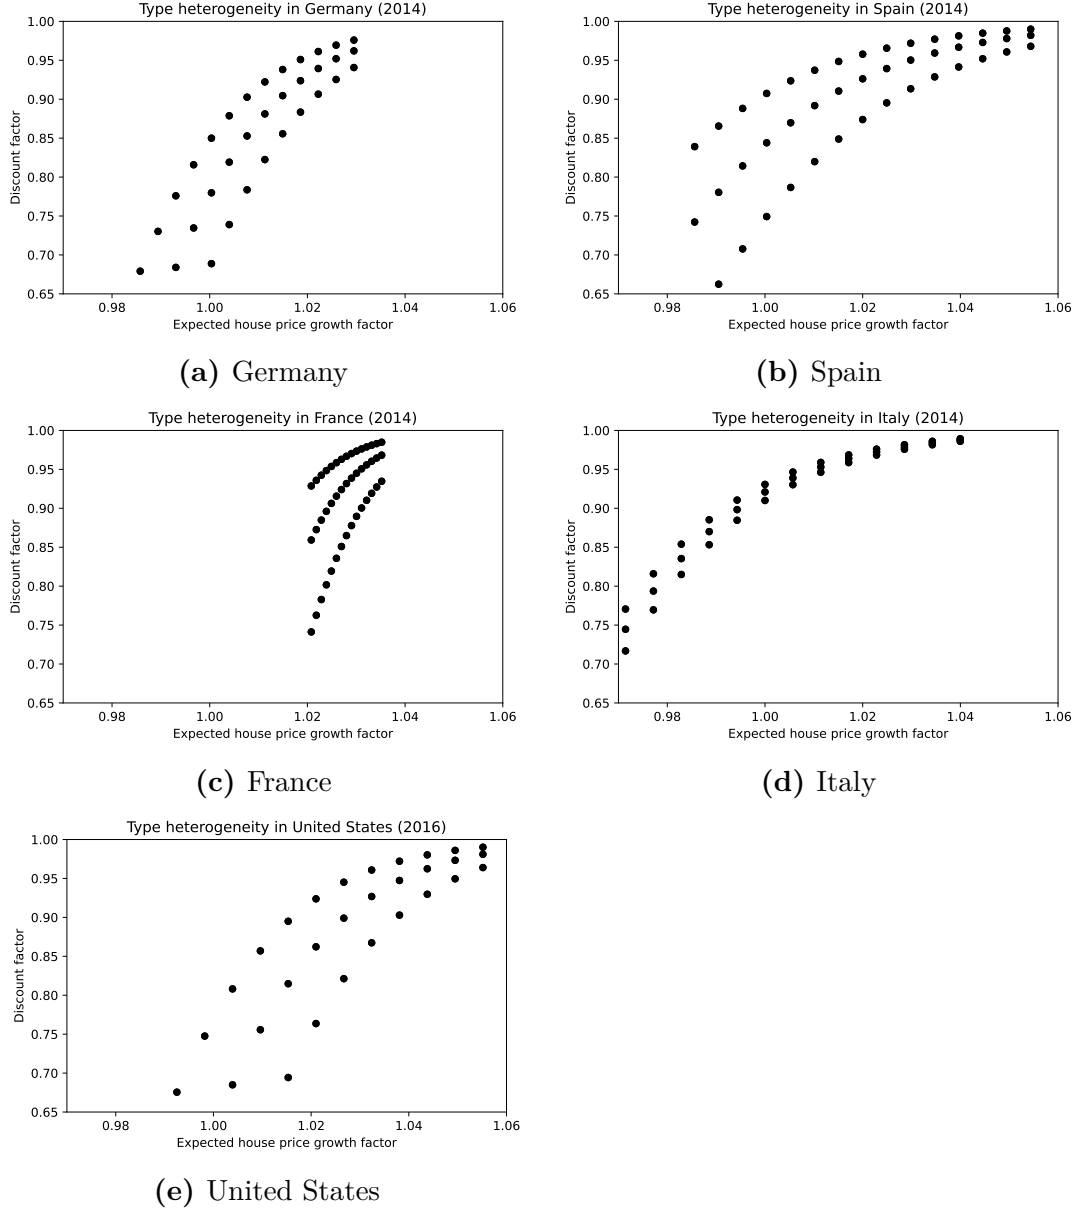 Type heterogeneity in Germany (2014)
1.00
0.95
0.90
0.85
0.80
0.75
0.70
0.65
Discount factor
0.98 1.00 1.02 1.04 1.06
Expected house price growth factor
(a) Germany
Type heterogeneity in Spain (2014)
1.00
0.95
0.90
0.85
0.80
0.75
0.70
0.65
Discount factor
0.98 1.00 1.02 1.04 1.06
Expected house price growth factor
(b) Spain
Type heterogeneity in France (2014)
1.00
0.95
0.90
0.85
0.80
0.75
0.70
0.65
Discount factor
0.98 1.00 1.02 1.04 1.06
Expected house price growth factor
(c) France
Type heterogeneity in Italy (2014)
1.00
0.95
0.90
0.85
0.80
0.75
0.70
0.65
Discount factor
0.98 1.00 1.02 1.04 1.06
Expected house price growth factor
(d) Italy
Type heterogeneity in United States (2016)
1.00
0.95
0.90
0.85
0.80
0.75
0.70
0.65
Discount factor
0.98 1.00 1.02 1.04 1.06
Expected house price growth factor
(e) United States